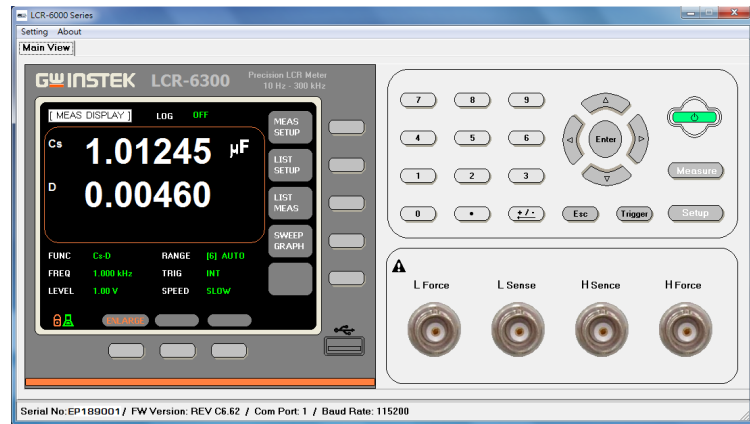 LCR-6000 Series
Setting About
Main View
GWINSTEK LCR-6300 Precision LCR Meter
10 Hz - 300 kHz
[ MEAS DISPLAY ] LOG OFF
MEAS
SETUP
Cs 1.01245 µF
LIST
SETUP
D 0.00460
LIST
MEAS
SWEEP
GRAPH
FUNC Cs-D RANGE [6] AUTO
FREQ 1.000 kHz TRIG INT
LEVEL 1.00 V SPEED SLOW
ENLARGE
7 8 9
4 5 6 Enter
1 2 3 Measure
0 • +/- Esc Trigger Setup
L Force L Sense H Sence H Force
Serial No:EP189001 / FW Version: REV C6.62 / Com Port: 1 / Baud Rate: 115200